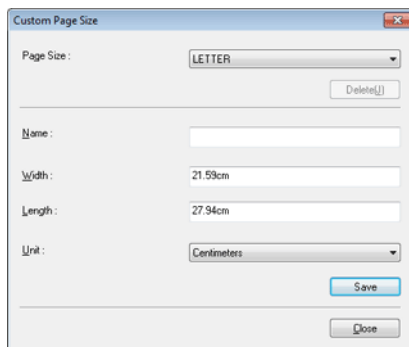 Custom Page Size
Page Size :
LETTER
Delete(J)
Name :
Width :
21.59cm
Length :
27.94cm
Unit :
Centimeters
Save
Close